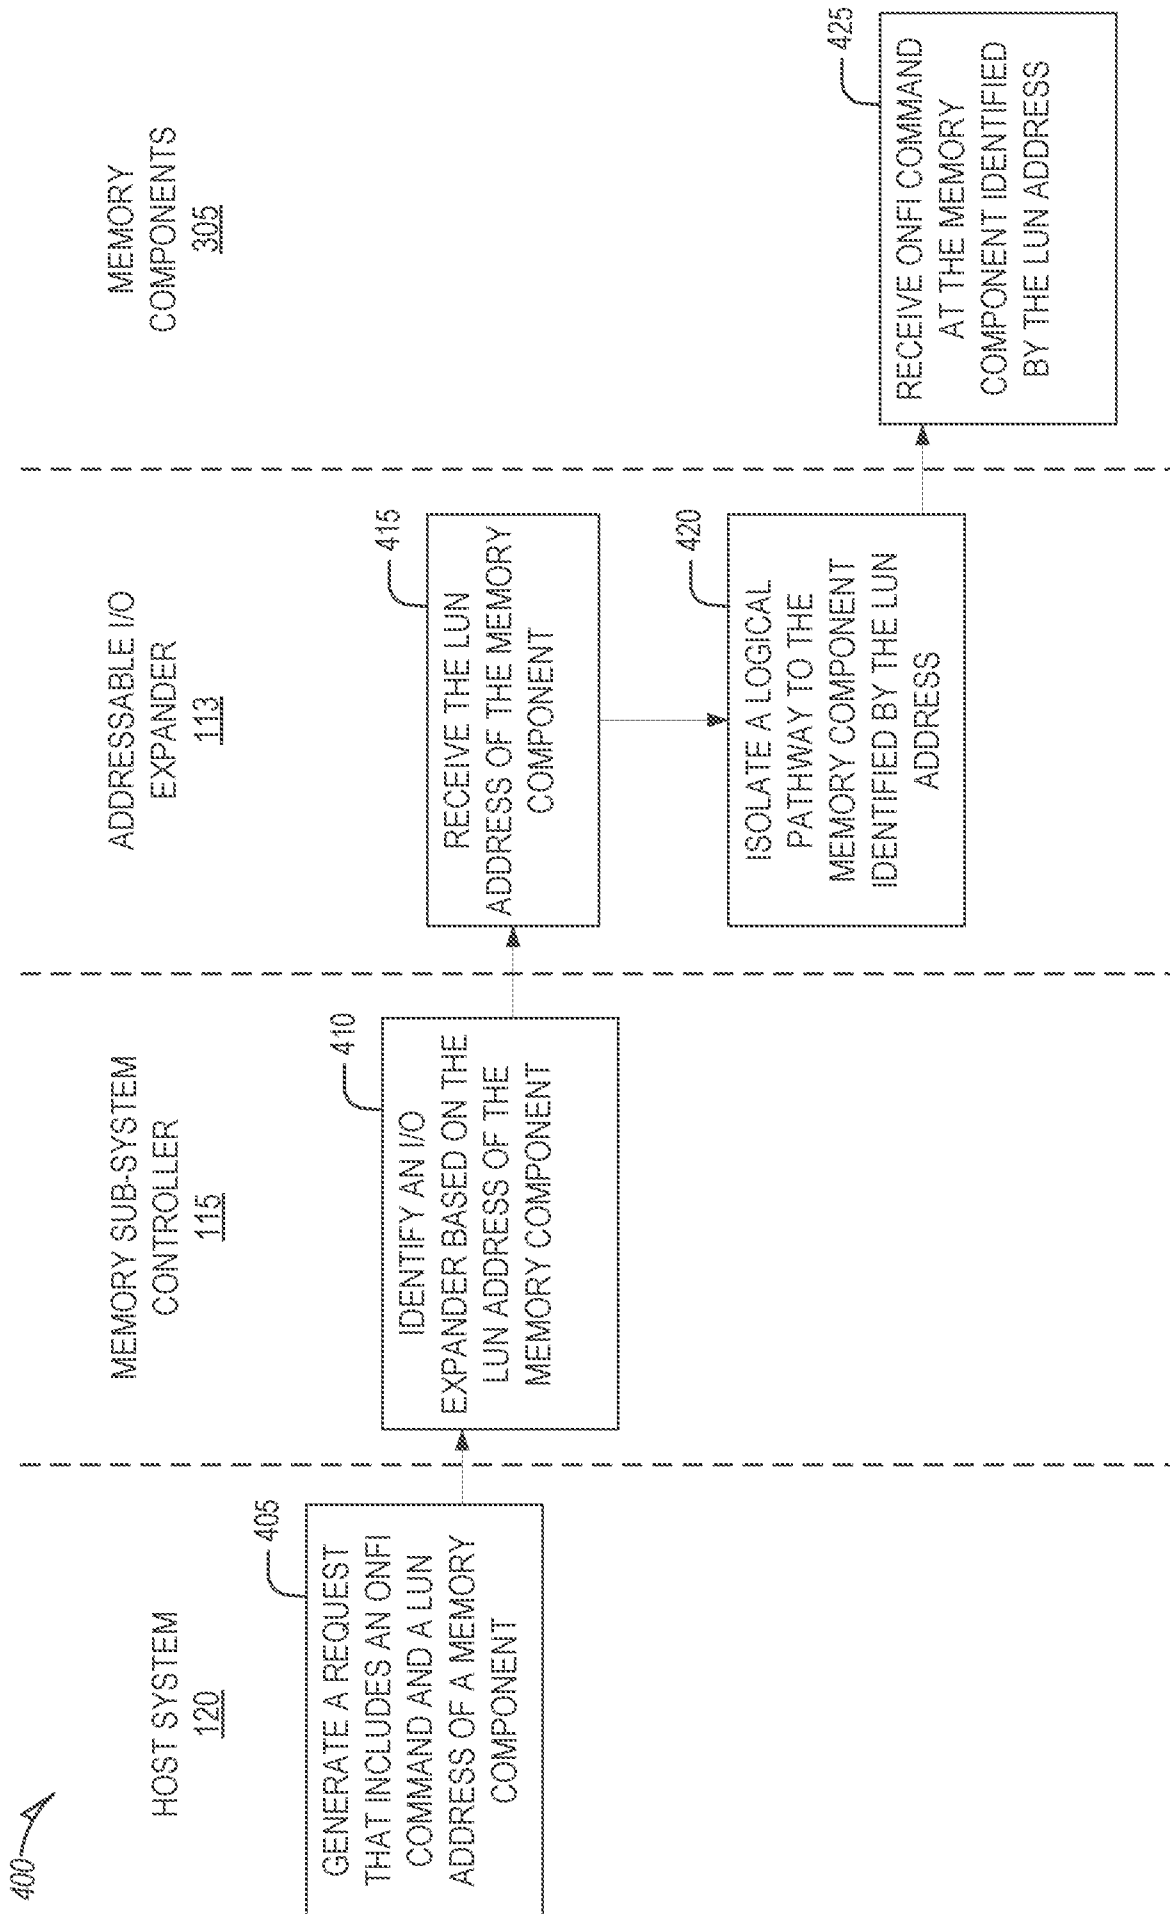 400
HOST SYSTEM
120
MEMORY SUB-SYSTEM
CONTROLLER
115
ADDRESSABLE I/O
EXPANDER
113
MEMORY
COMPONENTS
305
405
GENERATE A REQUEST
THAT INCLUDES AN ONFI
COMMAND AND A LUN
ADDRESS OF A MEMORY
COMPONENT
410
IDENTIFY AN I/O
EXPANDER BASED ON THE
LUN ADDRESS OF THE
MEMORY COMPONENT
415
RECEIVE THE LUN
ADDRESS OF THE MEMORY
COMPONENT
420
ISOLATE A LOGICAL
PATHWAY TO THE
MEMORY COMPONENT
IDENTIFIED BY THE LUN
ADDRESS
425
RECEIVE ONFI COMMAND
AT THE MEMORY
COMPONENT IDENTIFIED
BY THE LUN ADDRESS